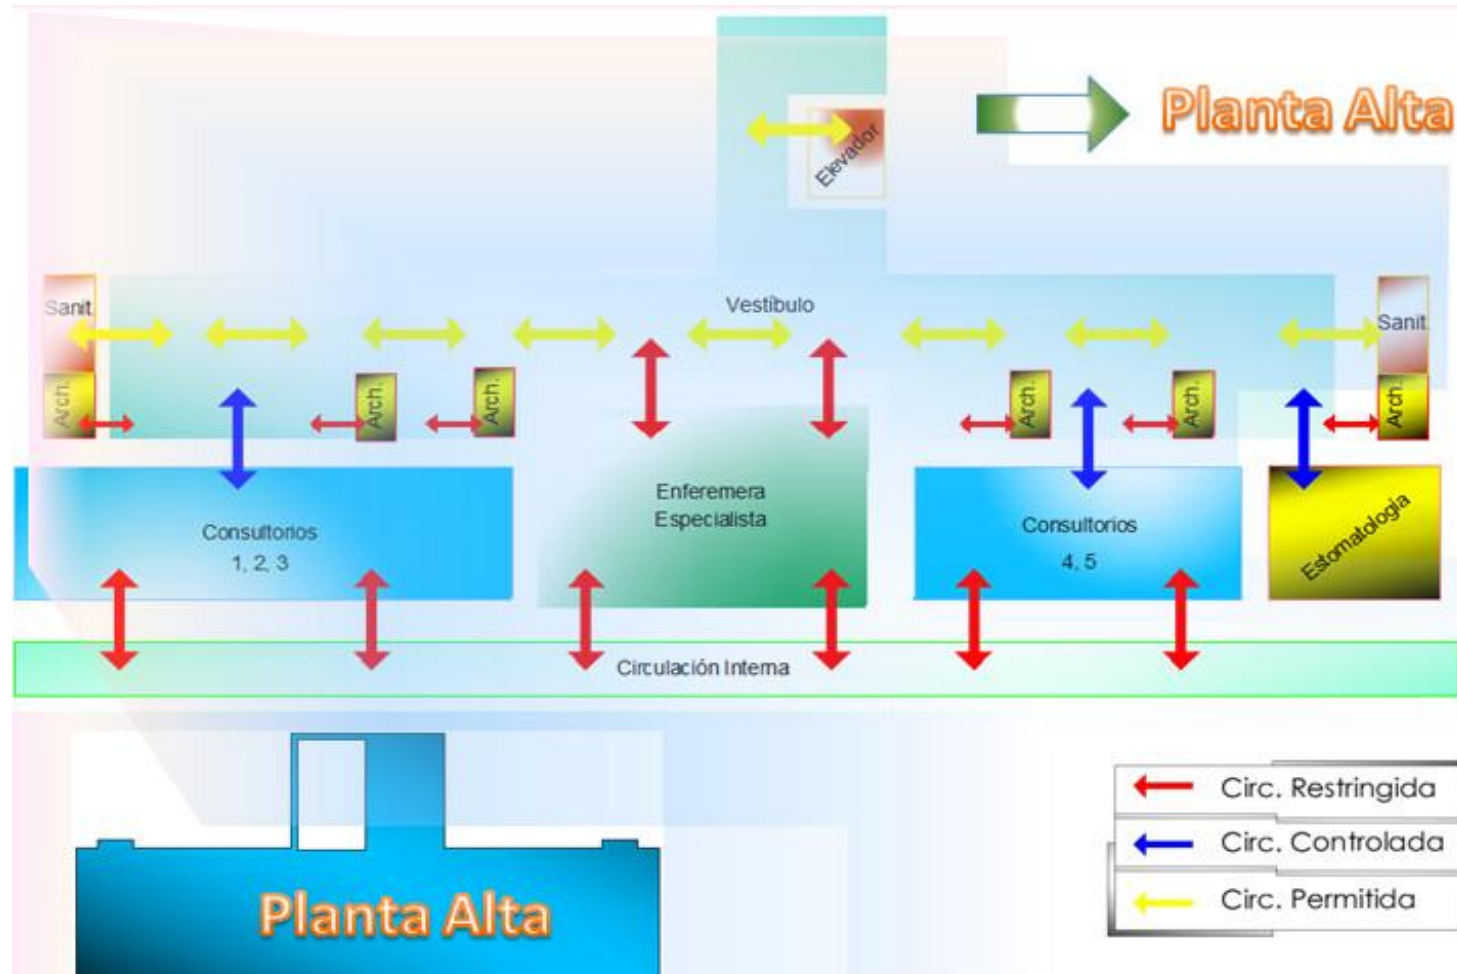 Planta Alta
Elevador
Vestíbulo
Sanit.
Sanit.
Arch.
Arch.
Arch.
Arch.
Arch.
Arch.
Consultorios
1, 2, 3
Enferemera
Especialista
Consultorios
4, 5
Estomatología
Circulación Interna
Planta Alta
Circ. Restringida
Circ. Controlada
Circ. Permitida